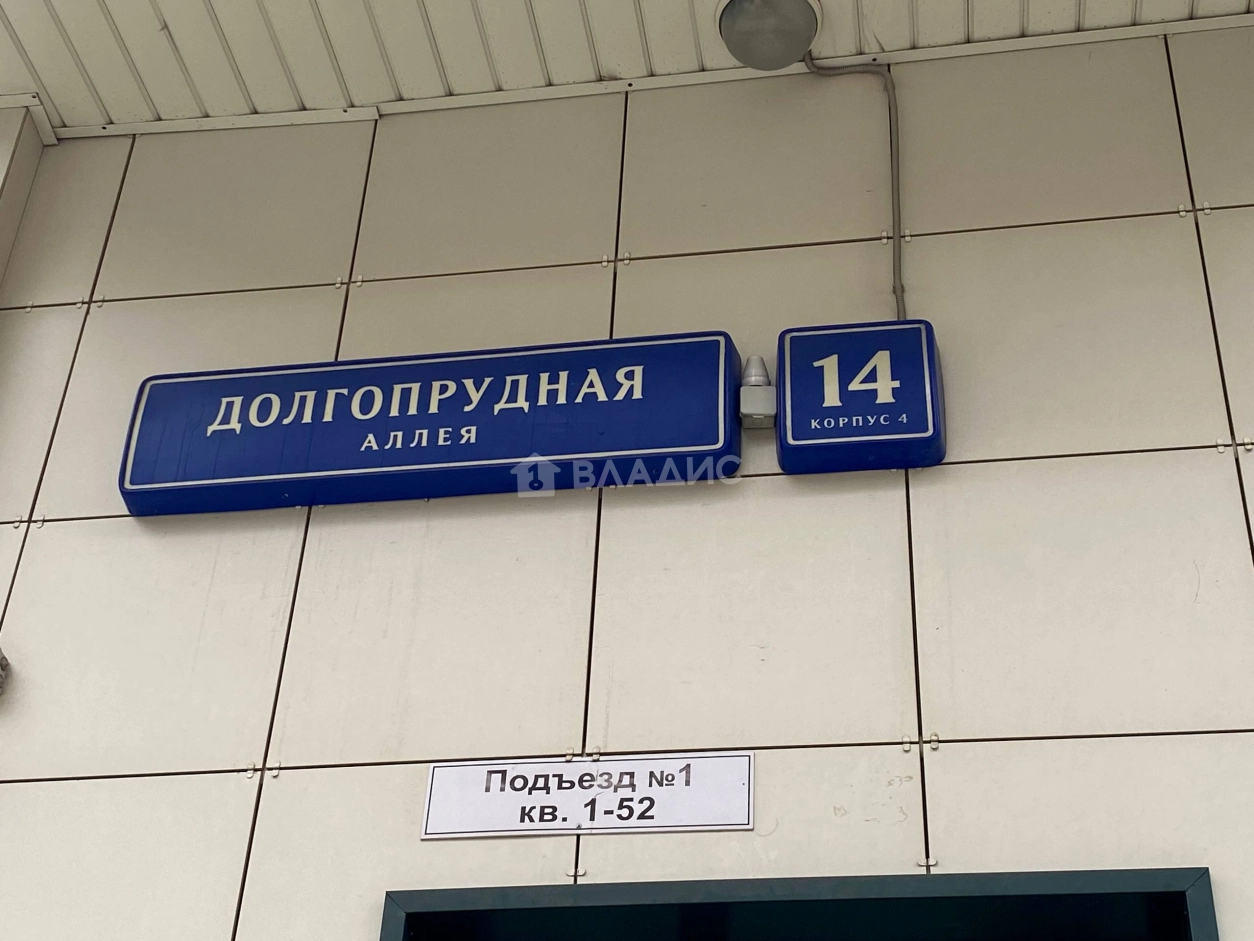 ДОЛГОПРУДНАЯ
АЛЛЕЯ
14
КОРПУС 4
ВЛАДИС
Подъезд №1
кв. 1-52